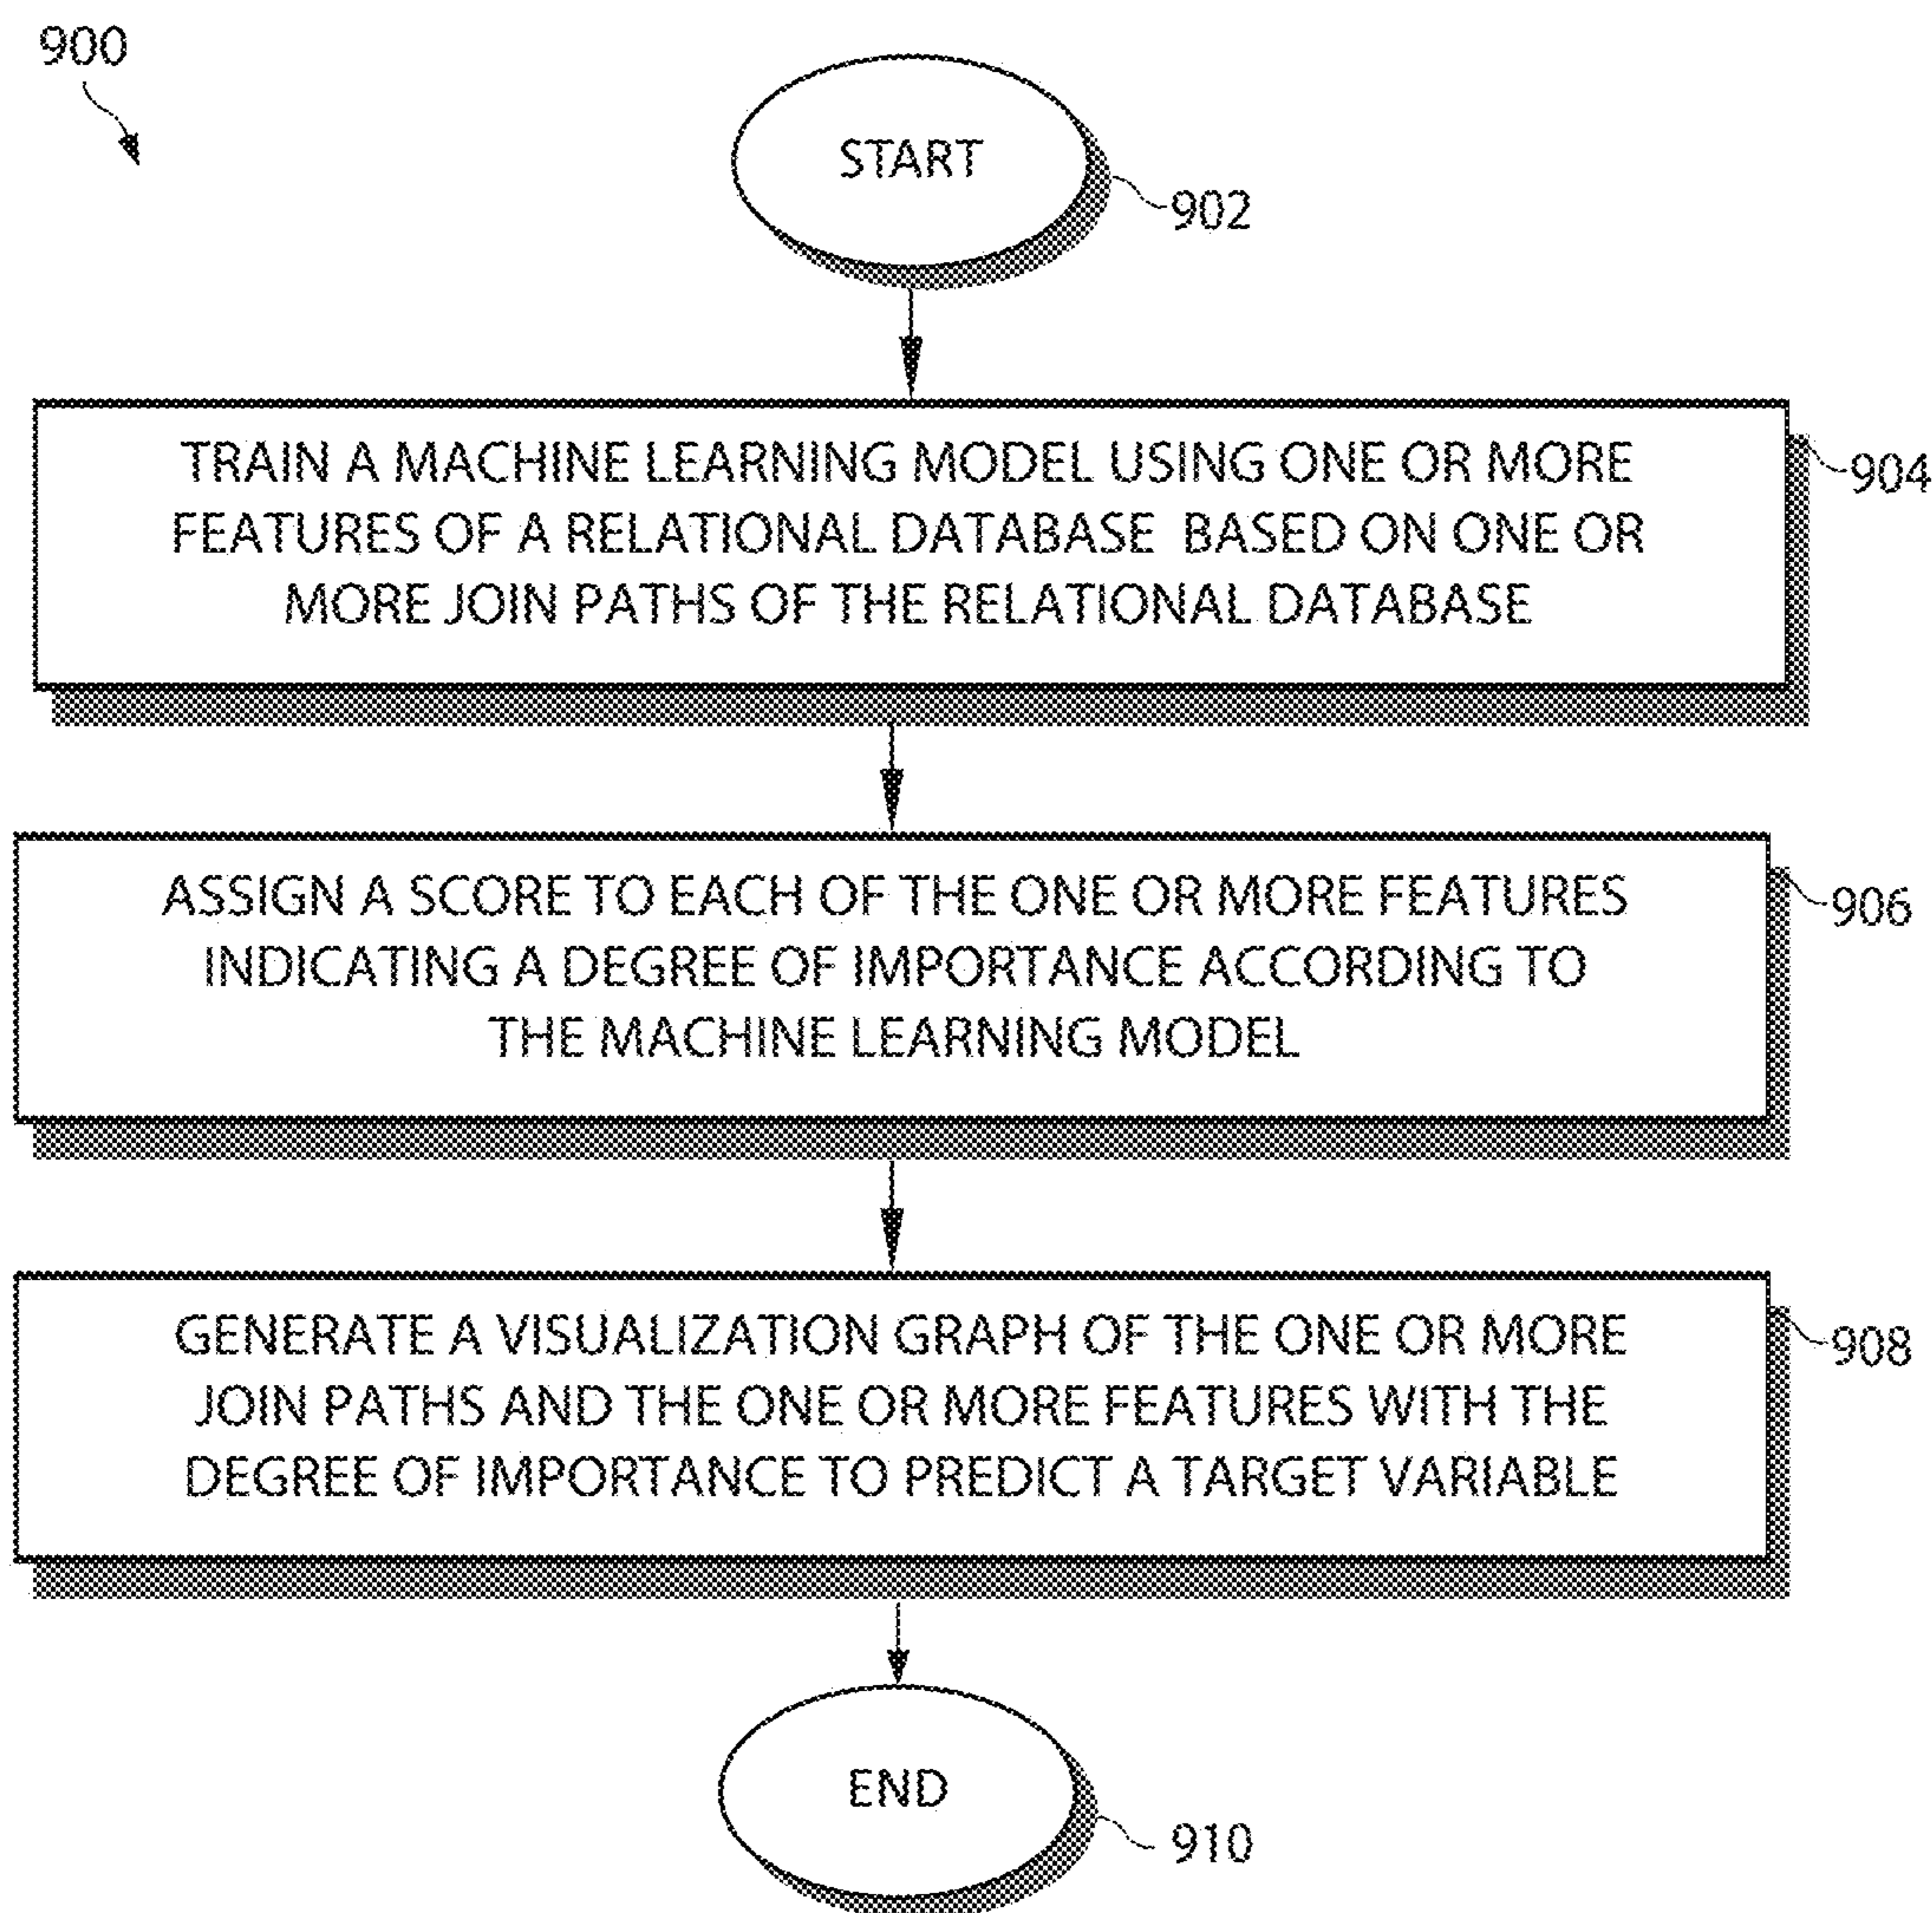 900
START
902
TRAIN A MACHINE LEARNING MODEL USING ONE OR MORE
FEATURES OF A RELATIONAL DATABASE BASED ON ONE OR
MORE JOIN PATHS OF THE RELATIONAL DATABASE
904
ASSIGN A SCORE TO EACH OF THE ONE OR MORE FEATURES
INDICATING A DEGREE OF IMPORTANCE ACCORDING TO
THE MACHINE LEARNING MODEL
906
GENERATE A VISUALIZATION GRAPH OF THE ONE OR MORE
JOIN PATHS AND THE ONE OR MORE FEATURES WITH THE
DEGREE OF IMPORTANCE TO PREDICT A TARGET VARIABLE
908
END
910